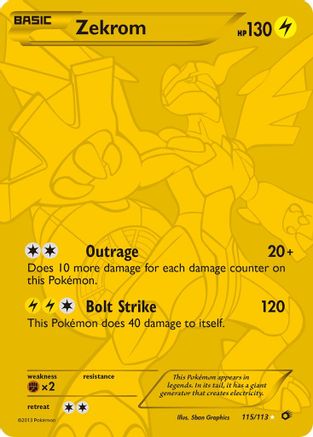 BASIC Zekrom HP130
Outrage 20+
Does 10 more damage for each damage counter on
this Pokémon.
Bolt Strike 120
This Pokémon does 40 damage to itself.
weakness resistance
×2
This Pokémon appears in
legends. In its tail, it has a giant
generator that creates electricity.
retreat
©2013 Pokémon Illus. 5ban Graphics 115/113